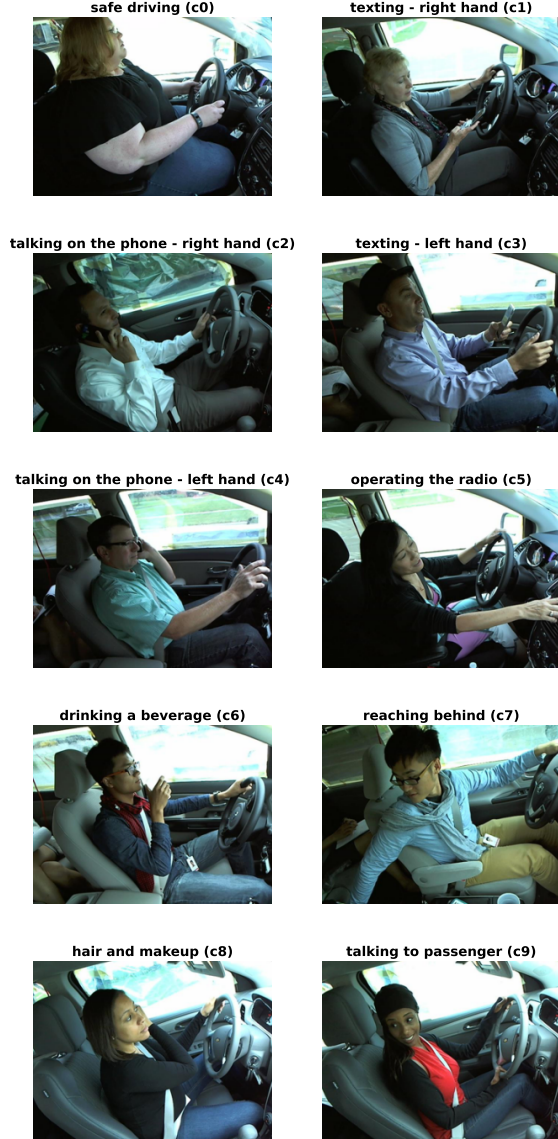 safe driving (c0)
texting - right hand (c1)
talking on the phone - right hand (c2)
texting - left hand (c3)
talking on the phone - left hand (c4)
operating the radio (c5)
drinking a beverage (c6)
reaching behind (c7)
hair and makeup (c8)
talking to passenger (c9)